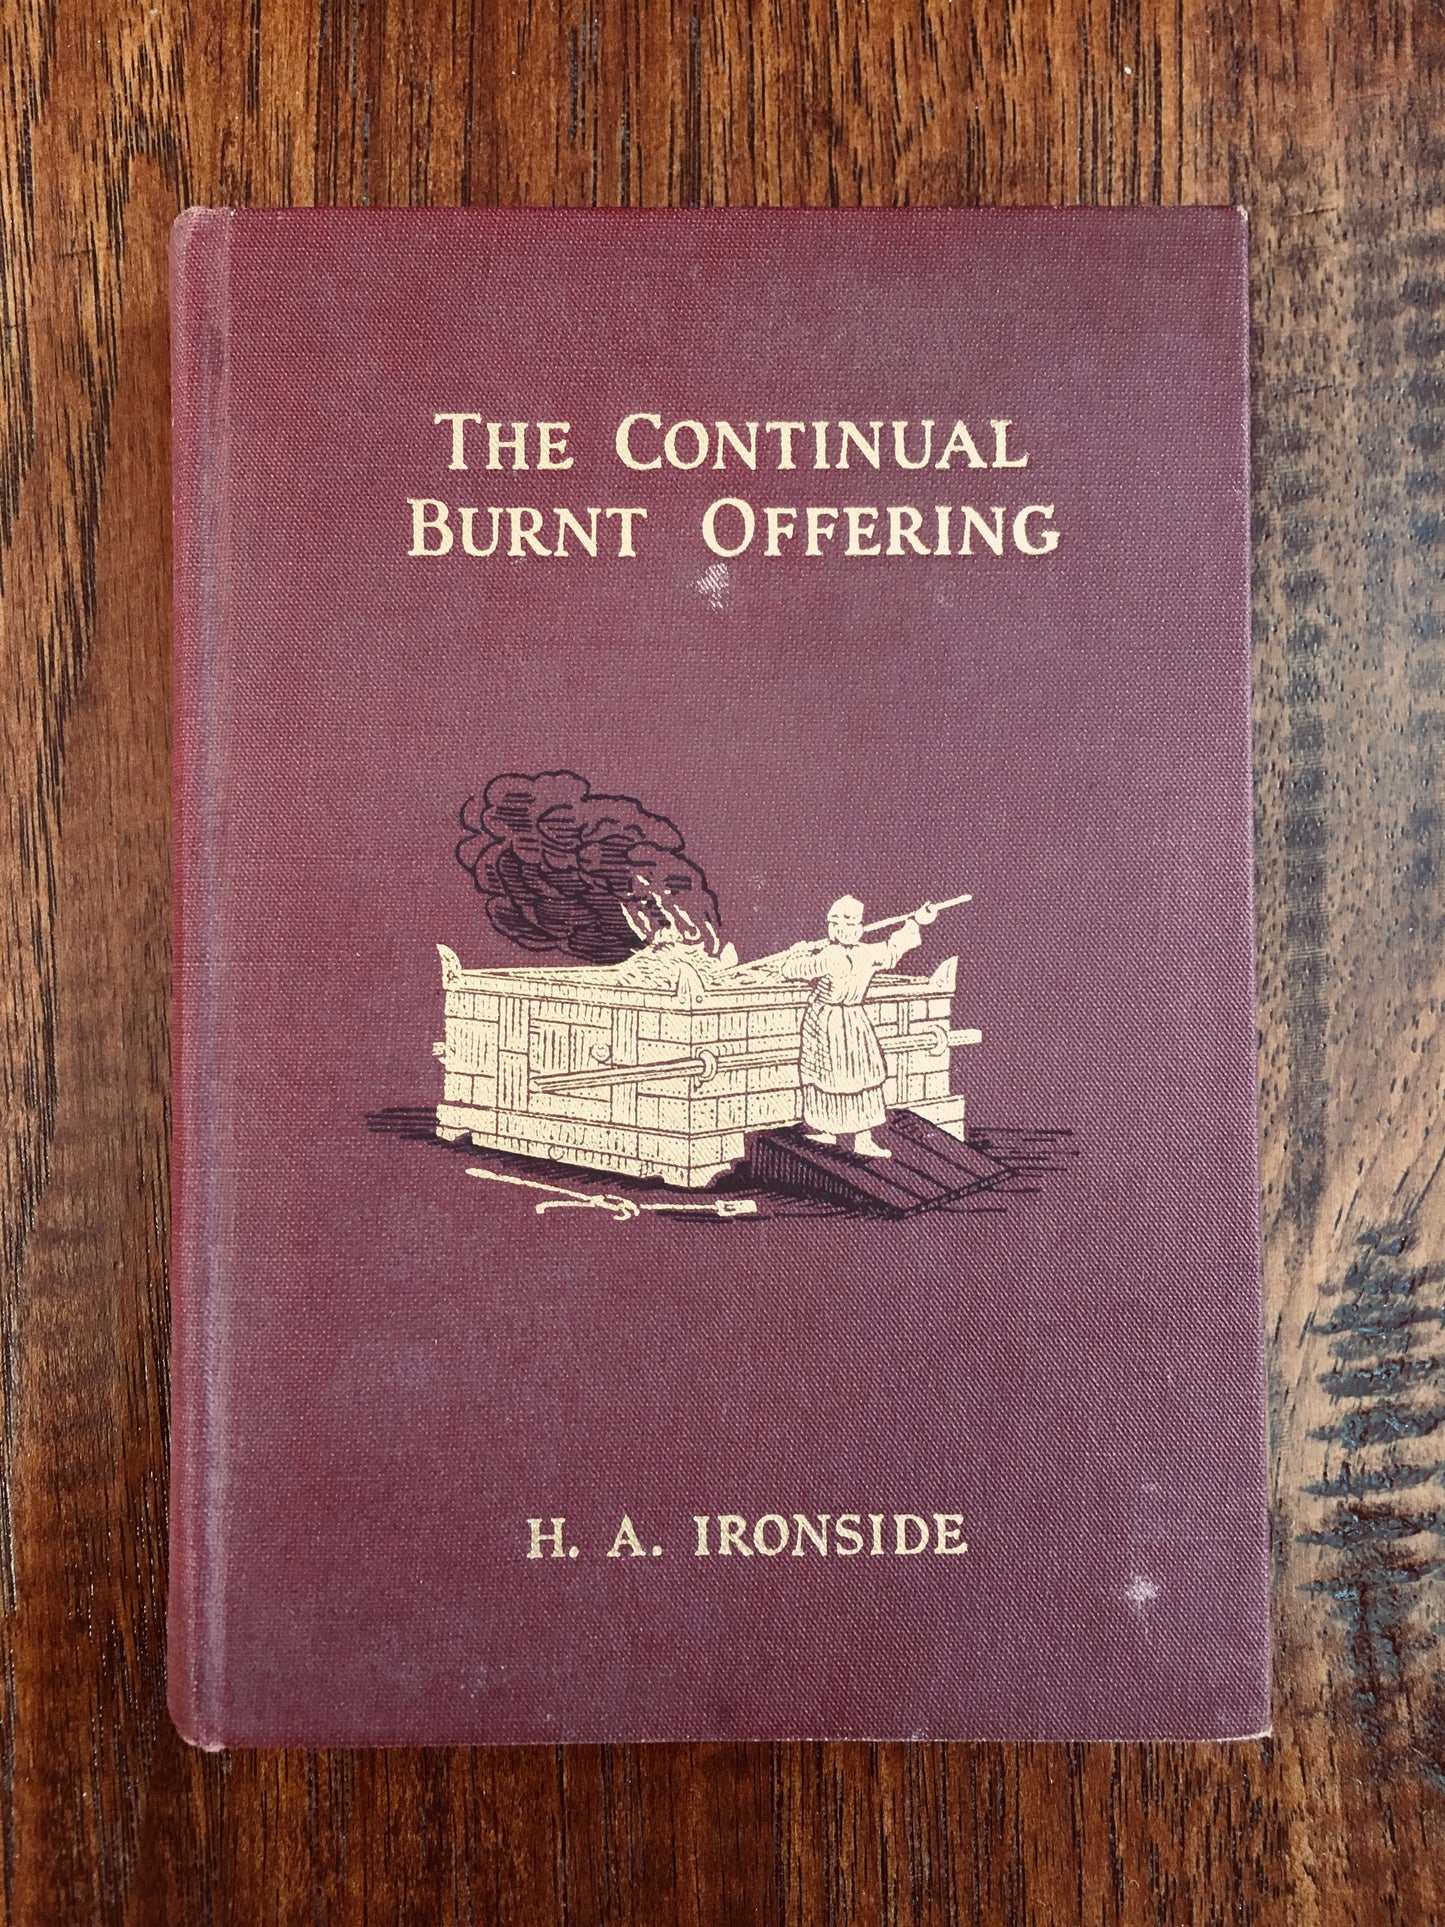 THE CONTINUAL
BURNT OFFERING
H. A. IRONSIDE